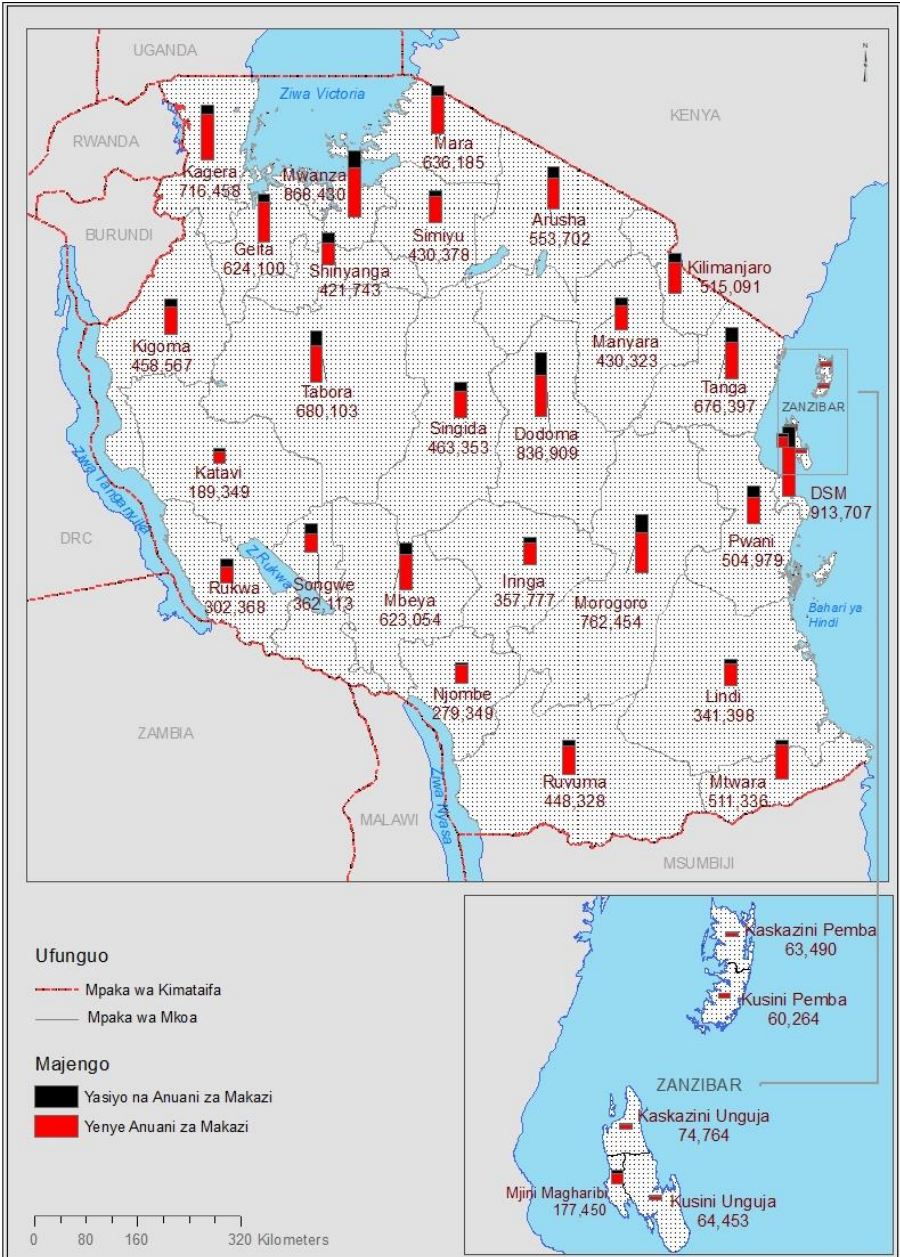 UGANDA
Ziwa Victoria
N
KENYA
RWANDA
Mara
636,185
Kagera
716,458
Mwanza
868,430
Arusha
553,702
Simiyu
430,378
BURUNDI
Geita
624,100
Shinyanga
421,743
Kilimanjaro
515,091
Kigoma
458,567
Manyara
430,323
Tabora
680,103
Tanga
676,397
Singida
463,353
Dodoma
836,909
ZANZIBAR
Katavi
189,349
DSM
913,707
Ziwa Tanganyika
Pwani
504,979
DRC
Z.Rukwa
Rukwa
302,368
Songwe
362,113
Mbeya
623,054
Iringa
357,777
Morogoro
762,454
Bahari ya
Hindi
Njombe
279,349
Lindi
341,398
ZAMBIA
Ziwa Nyasa
Ruvuma
448,328
Mtwara
511,336
MALAWI
MSUMBIJI
Ufunguo
Mpaka wa Kimataifa
Mpaka wa Mkoa
Majengo
Yasiyo na Anuani za Makazi
Yenye Anuani za Makazi
0 80 160 320 Kilometers
Kaskazini Pemba
63,490
Kusini Pemba
60,264
ZANZIBAR
Kaskazini Unguja
74,764
Mjini Magharibi
177,450
Kusini Unguja
64,453